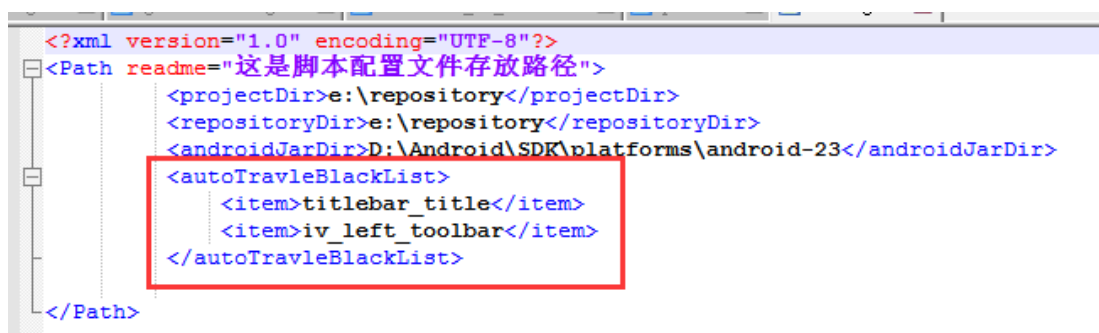 <?xml version="1.0" encoding="UTF-8"?>
<Path readme="这是脚本配置文件存放路径">
<projectDir>e:\repository</projectDir>
<repositoryDir>e:\repository</repositoryDir>
<androidJarDir>D:\Android\SDK\platforms\android-23</androidJarDir>
<autoTravleBlackList>
<item>titlebar_title</item>
<item>iv_left_toolbar</item>
</autoTravleBlackList>
</Path>